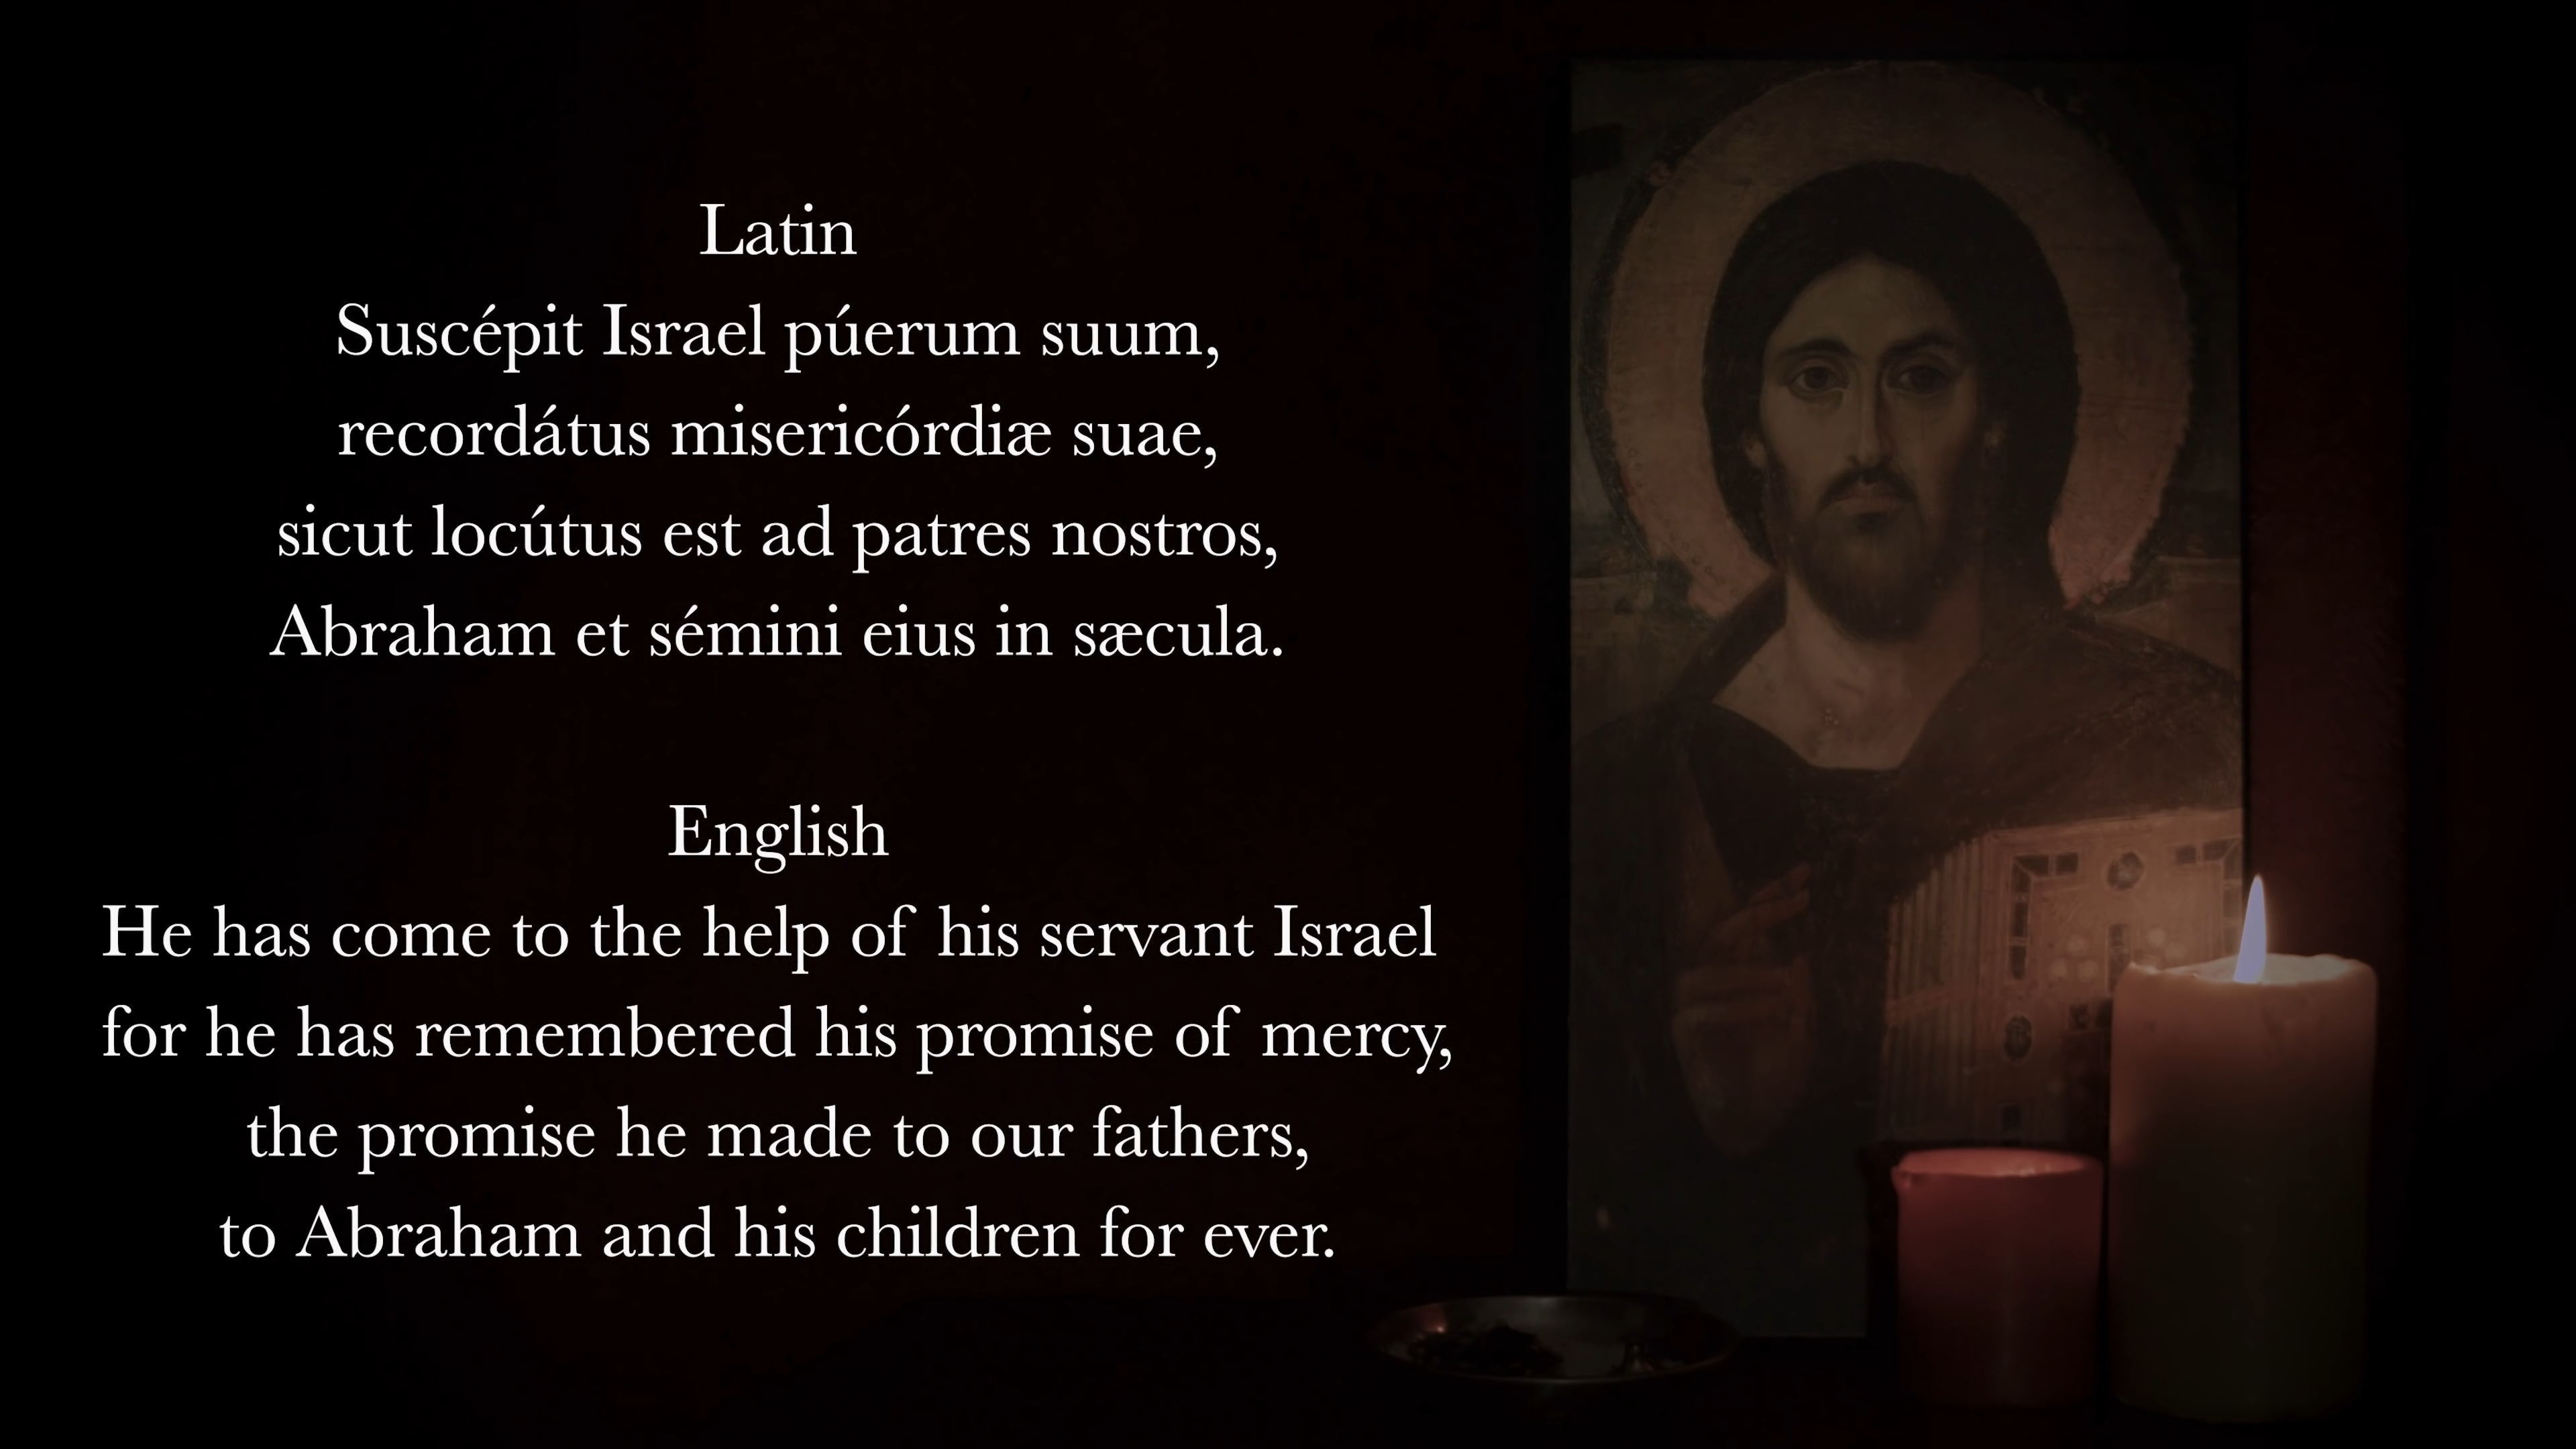 Latin
Suscépit Israel púerum suum,
recordátus misericórdiæ suae,
sicut locútus est ad patres nostros,
Abraham et sémini eius in sæcula.
English
He has come to the help of his servant Israel
for he has remembered his promise of mercy,
the promise he made to our fathers,
to Abraham and his children for ever.